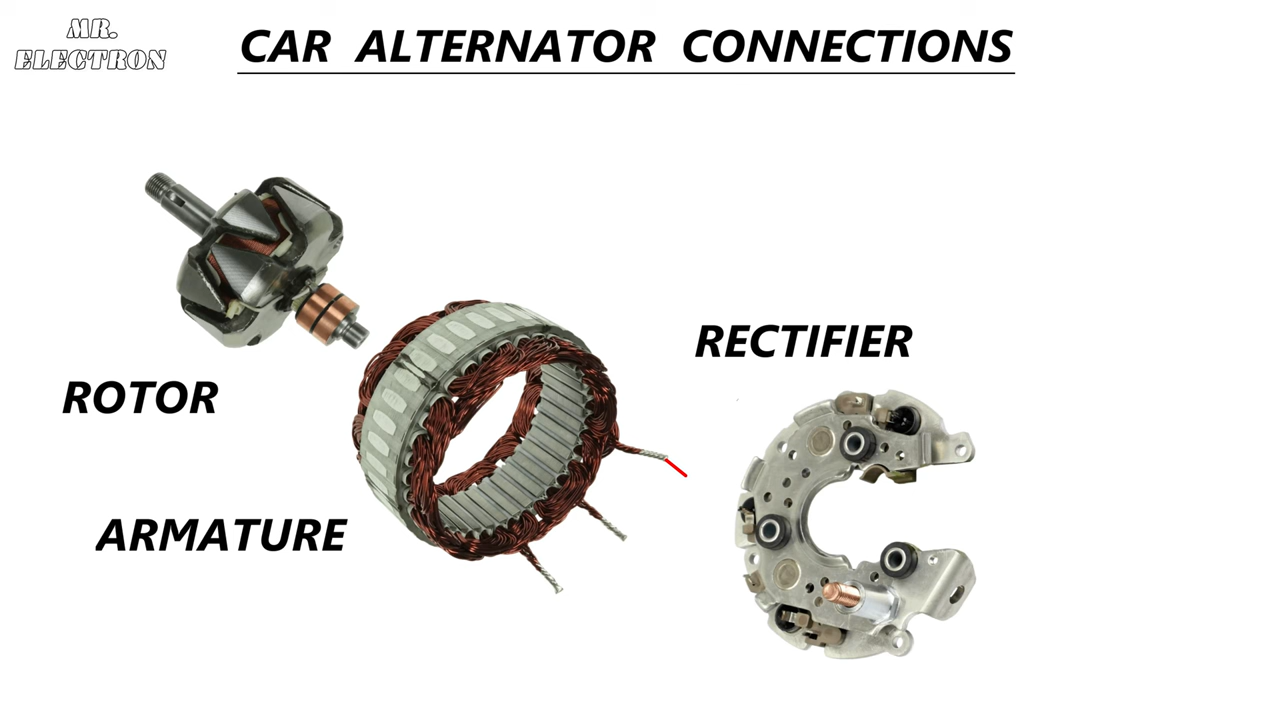 MR.
ELECTRON
CAR ALTERNATOR CONNECTIONS
RECTIFIER
ROTOR
ARMATURE